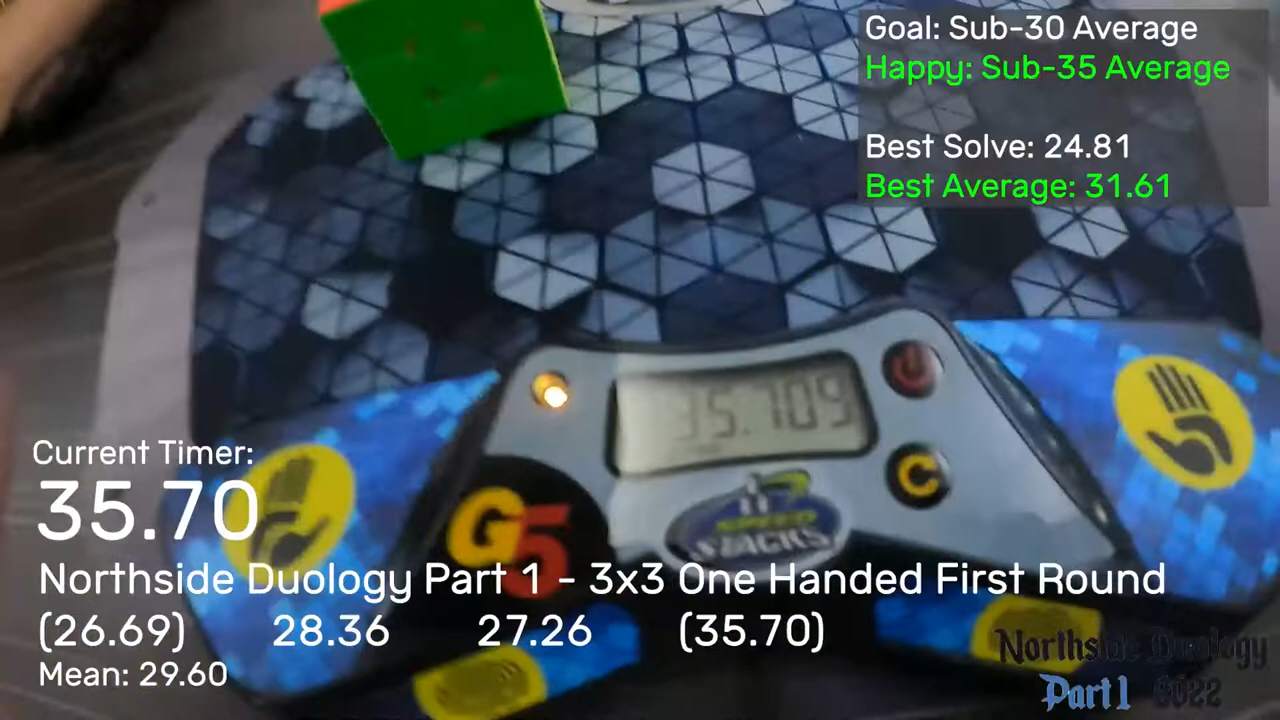 Goal: Sub-30 Average
Happy: Sub-35 Average
Best Solve: 24.81
Best Average: 31.61
35.709
C
G5
SPEED
STACKS
Current Timer:
35.70
Northside Duology Part 1 - 3x3 One Handed First Round
(26.69) 28.36 27.26 (35.70)
Mean: 29.60
Northside Duology
Part 1 2022